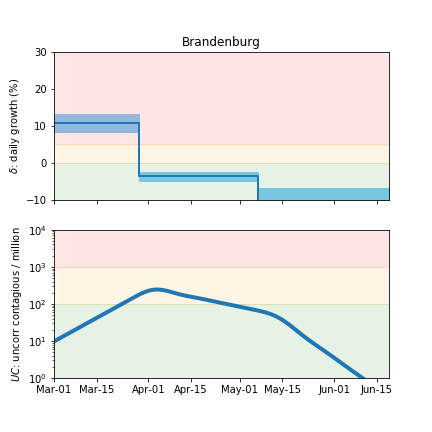 Brandenburg
δ: daily growth (%)
30
20
10
0
−10
UC: uncorr contagious / million
10⁴
10³
10²
10¹
10⁰
Mar-01 Mar-15 Apr-01 Apr-15 May-01 May-15 Jun-01 Jun-15